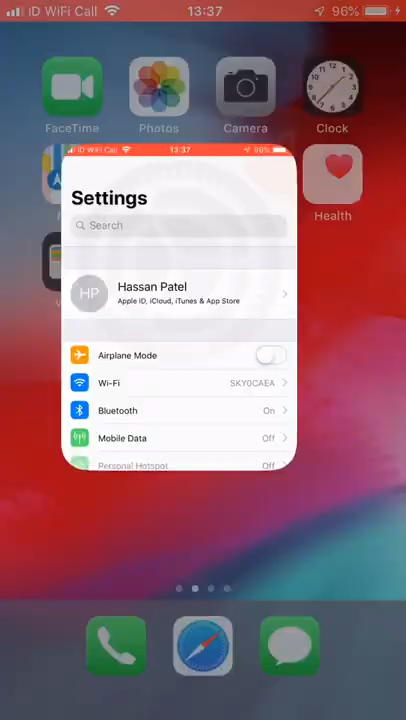 iD WiFi Call 13:37 96%
FaceTime Photos Camera Clock
iD WiFi Call 13:37 96%
Settings
Search
Health
HP Hassan Patel
Apple ID, iCloud, iTunes & App Store
Airplane Mode
Wi-Fi SKY0CAEA
Bluetooth On
Mobile Data Off
Personal Hotspot Off